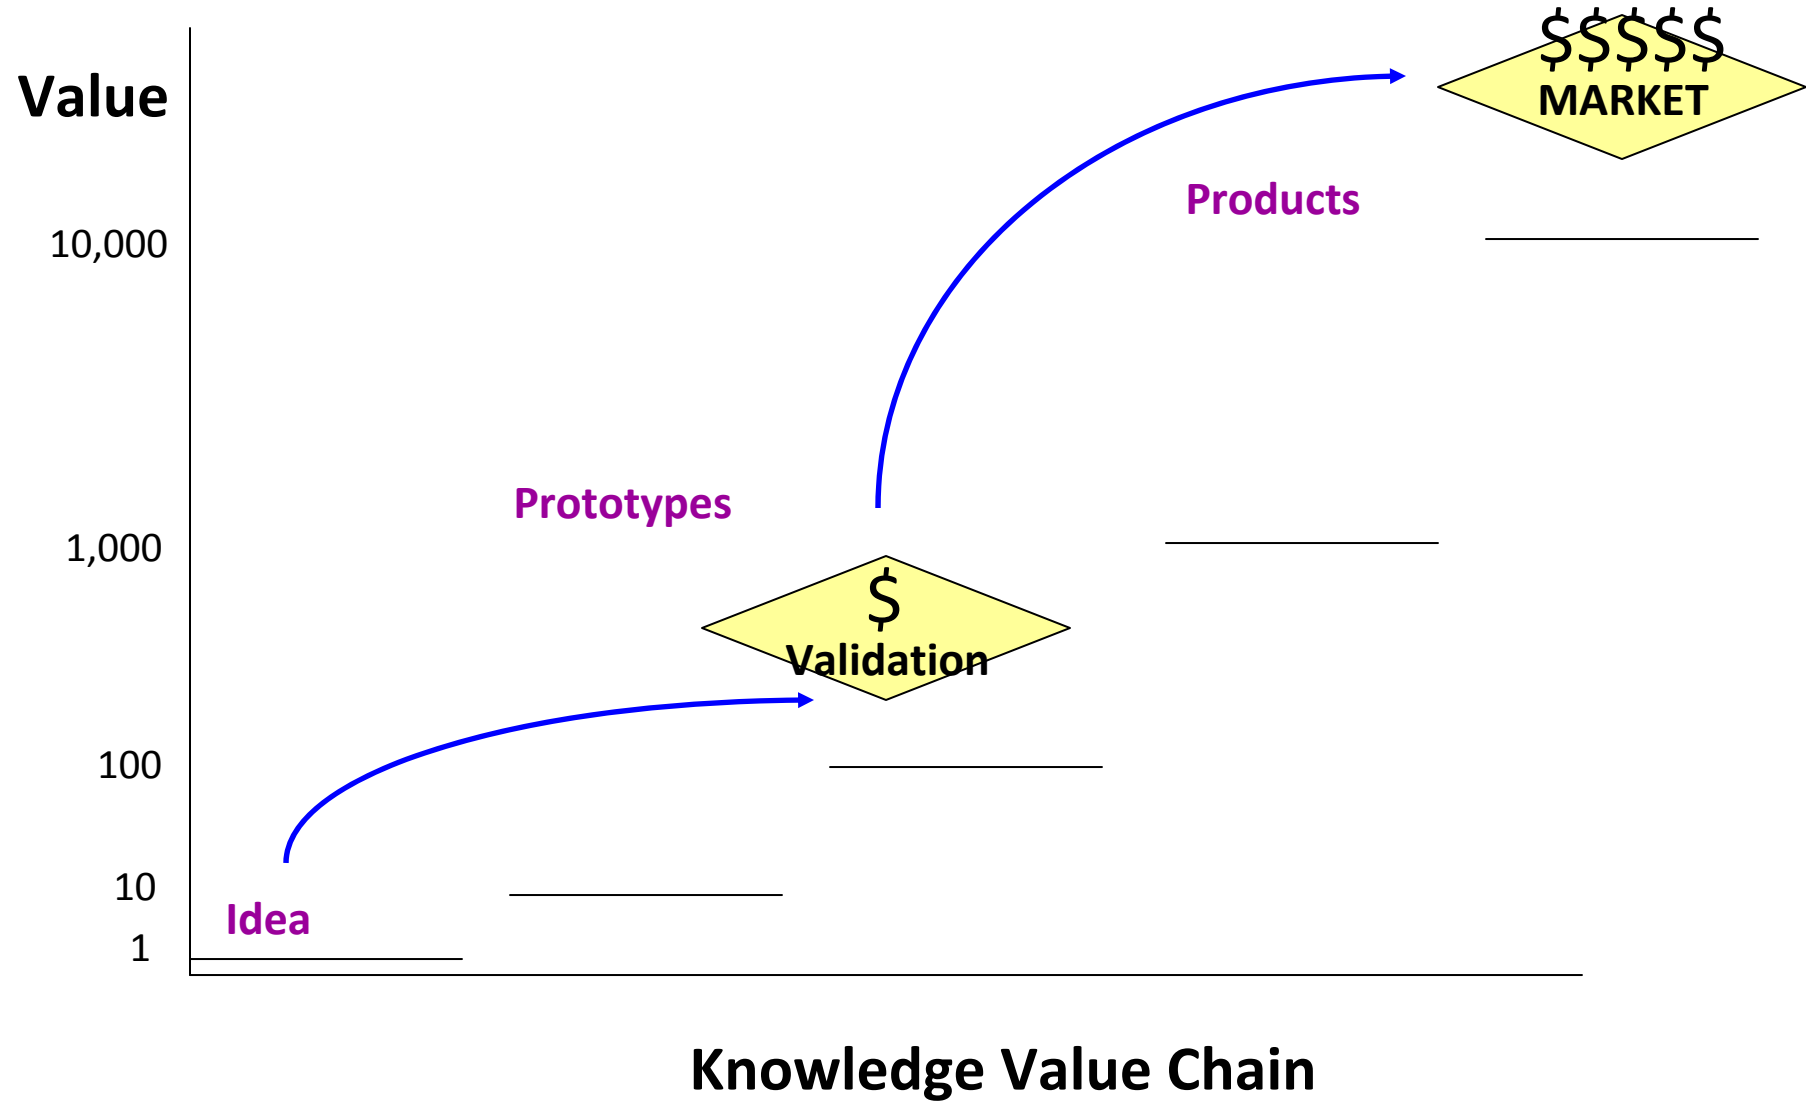 $$$$$
MARKET
Value
Products
10,000
Prototypes
1,000
$
Validation
100
10
Idea
1
Knowledge Value Chain